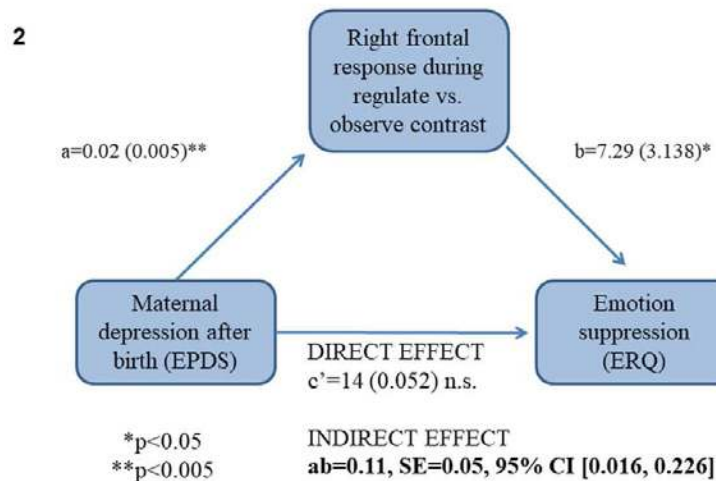 2
Right frontal
response during
regulate vs.
observe contrast
a=0.02 (0.005)**
b=7.29 (3.138)*
Maternal
depression after
birth (EPDS)
Emotion
suppression
(ERQ)
DIRECT EFFECT
c’=14 (0.052) n.s.
*p<0.05
**p<0.005
INDIRECT EFFECT
ab=0.11, SE=0.05, 95% CI [0.016, 0.226]